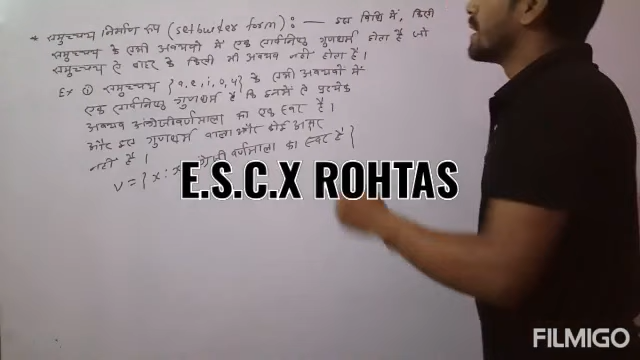 * समुच्चय निर्माण रूप (setbuilder form) : — इस विधि में, किसी
समुच्चय के सभी अवयवों में एक सार्वनिष्ठ गुणधर्म होता है जो
समुच्चय से बाहर के किसी भी अवयव नहीं होता है।
Ex ① समुच्चय {a, e, i, o, u} के सभी अवयवों में
एक सार्वनिष्ठ गुणधर्म है कि इनमें से प्रत्येक
अवयव अंग्रेजी वर्णमाला का एक स्वर है।
और इस गुणधर्म वाला और कोई अक्षर
नहीं है।
V = { x : x वर्णमाला का स्वर है }
E.S.C.X ROHTAS
FILMIGO